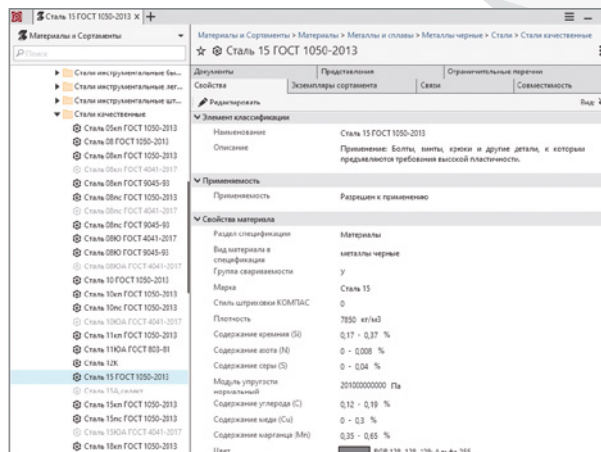 Сталь 15 ГОСТ 1050-2013 × +
Материалы и Сортаменты
Поиск
Стали инструментальные бы...
Стали инструментальные лег...
Стали инструментальные шт...
Стали качественные
Сталь 05кп ГОСТ 1050-2013
Сталь 08 ГОСТ 1050-2013
Сталь 08кп ГОСТ 1050-2013
Сталь 08кп ГОСТ 4041-2017
Сталь 08кп ГОСТ 9045-93
Сталь 08пс ГОСТ 1050-2013
Сталь 08пс ГОСТ 4041-2017
Сталь 08пс ГОСТ 9045-93
Сталь 08Ю ГОСТ 4041-2017
Сталь 08Ю ГОСТ 9045-93
Сталь 08ЮА ГОСТ 4041-2017
Сталь 10 ГОСТ 1050-2013
Сталь 10кп ГОСТ 1050-2013
Сталь 10пс ГОСТ 1050-2013
Сталь 10ЮА ГОСТ 4041-2017
Сталь 11кп ГОСТ 1050-2013
Сталь 11ЮА ГОСТ 803-81
Сталь 12К
Сталь 15 ГОСТ 1050-2013
Сталь 15А селект
Сталь 15кп ГОСТ 1050-2013
Сталь 15пс ГОСТ 1050-2013
Сталь 15ЮА ГОСТ 4041-2017
Сталь 18кп ГОСТ 1050-2013
Материалы и Сортаменты > Материалы > Металлы и сплавы > Металлы черные > Стали > Стали качественные
Сталь 15 ГОСТ 1050-2013
Документы Представления Ограничительные перечни
Свойства Экземпляры сортамента Связи Совместимость
Редактировать Вид:
Элемент классификации
Наименование Сталь 15 ГОСТ 1050-2013
Описание Применение: Болты, винты, крюки и другие детали, к которым
предъявляются требования высокой пластичности.
Применяемость
Применяемость Разрешен к применению
Свойства материала
Раздел спецификации Материалы
Вид материала в
спецификации металлы черные
Группа свариваемости У
Марка Сталь 15
Стиль штриховки КОМПАС 0
Плотность 7850 кг/м3
Содержание кремния (Si) 0,17 - 0,37 %
Содержание азота (N) 0 - 0,008 %
Содержание серы (S) 0 - 0,04 %
Модуль упругости
нормальный 201000000000 Па
Содержание углерода (C) 0,12 - 0,19 %
Содержание меди (Cu) 0 - 0,3 %
Содержание марганца (Mn) 0,35 - 0,65 %
Цвет RGB 128, 128, 128; Альфа 255